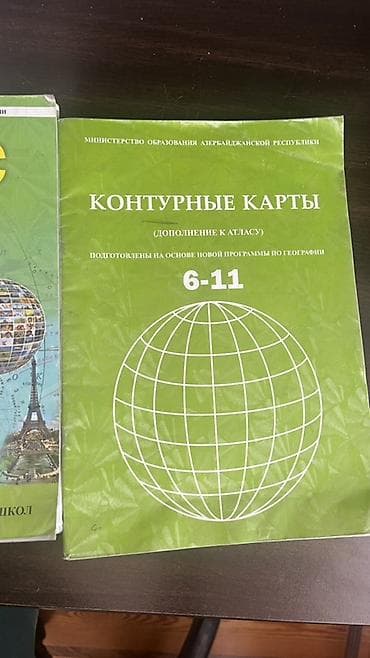 МИНИСТЕРСТВО ОБРАЗОВАНИЯ АЗЕРБАЙДЖАНСКОЙ РЕСПУБЛИКИ
КОНТУРНЫЕ КАРТЫ
(ДОПОЛНЕНИЕ К АТЛАСУ)
ПОДГОТОВЛЕНЫ НА ОСНОВЕ НОВОЙ ПРОГРАММЫ ПО ГЕОГРАФИИ
6-11
С
ШКОЛ